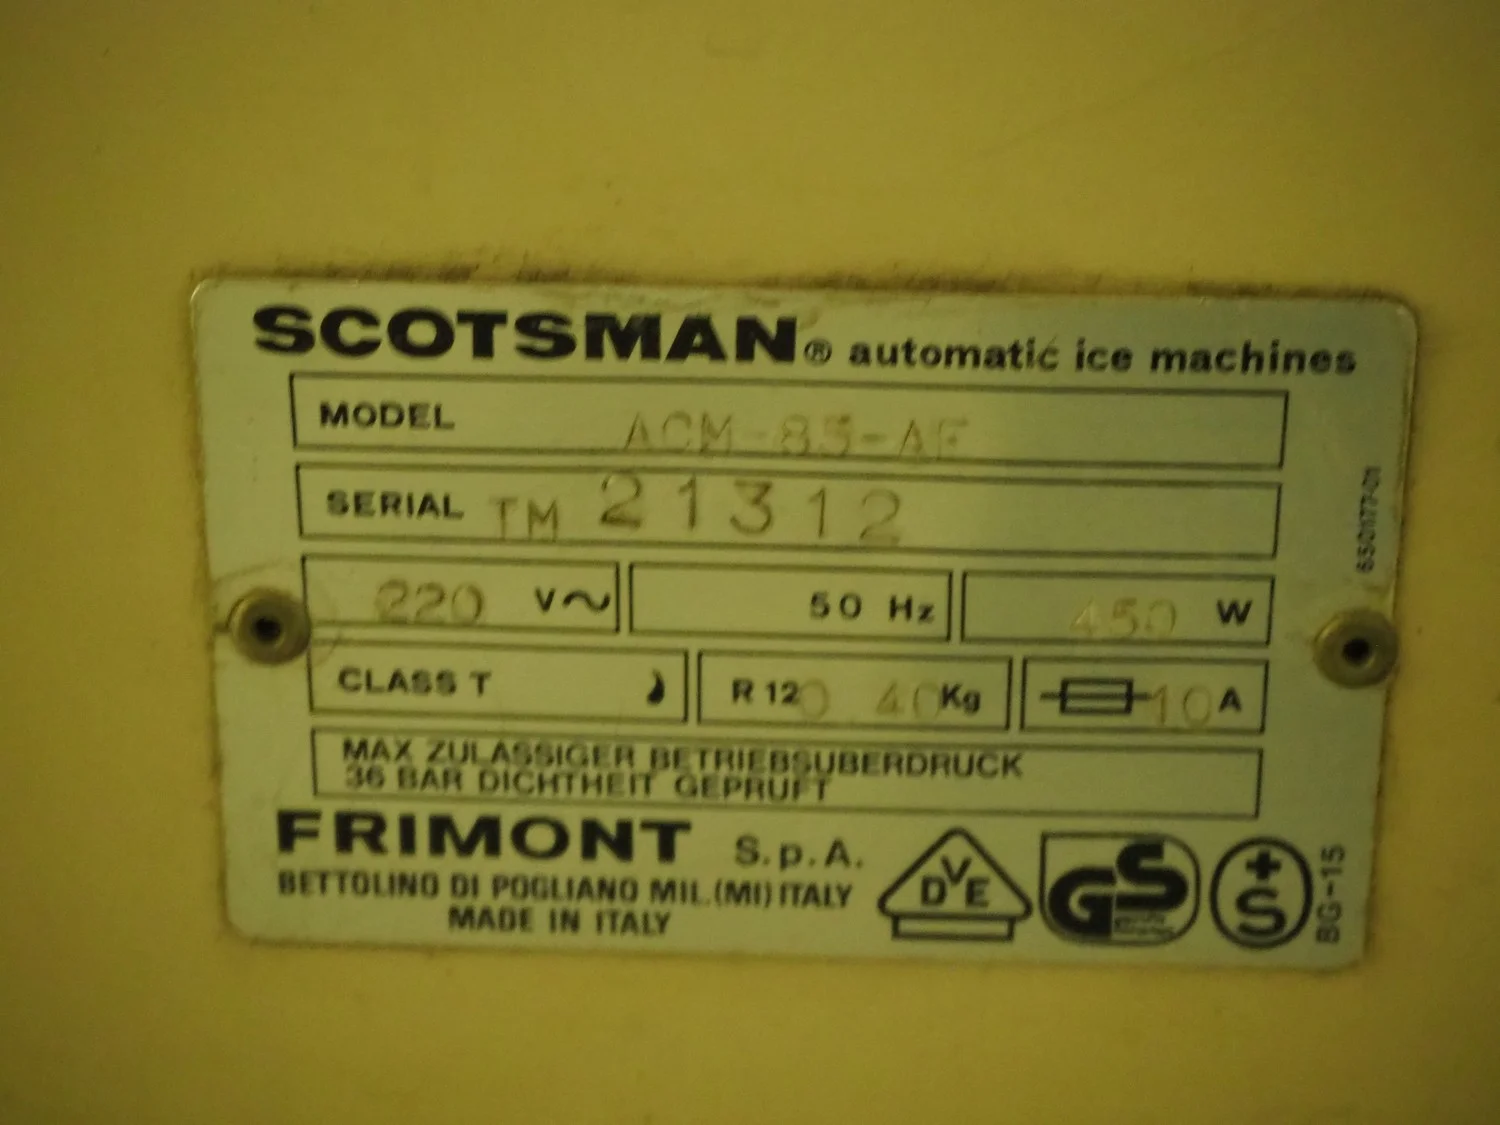 SCOTSMAN® automatic ice machines
MODEL ACM-85-AE
SERIAL TM 21312
220 V~ 50 Hz 450 W
CLASS T R 12 0 40 Kg 10 A
MAX ZULASSIGER BETRIEBSUBERDRUCK
36 BAR DICHTHEIT GEPRUFT
FRIMONT S.p.A.
BETTOLINO DI POGLIANO MIL.(MI) ITALY
MADE IN ITALY
DVE
GS
+S
BG-15